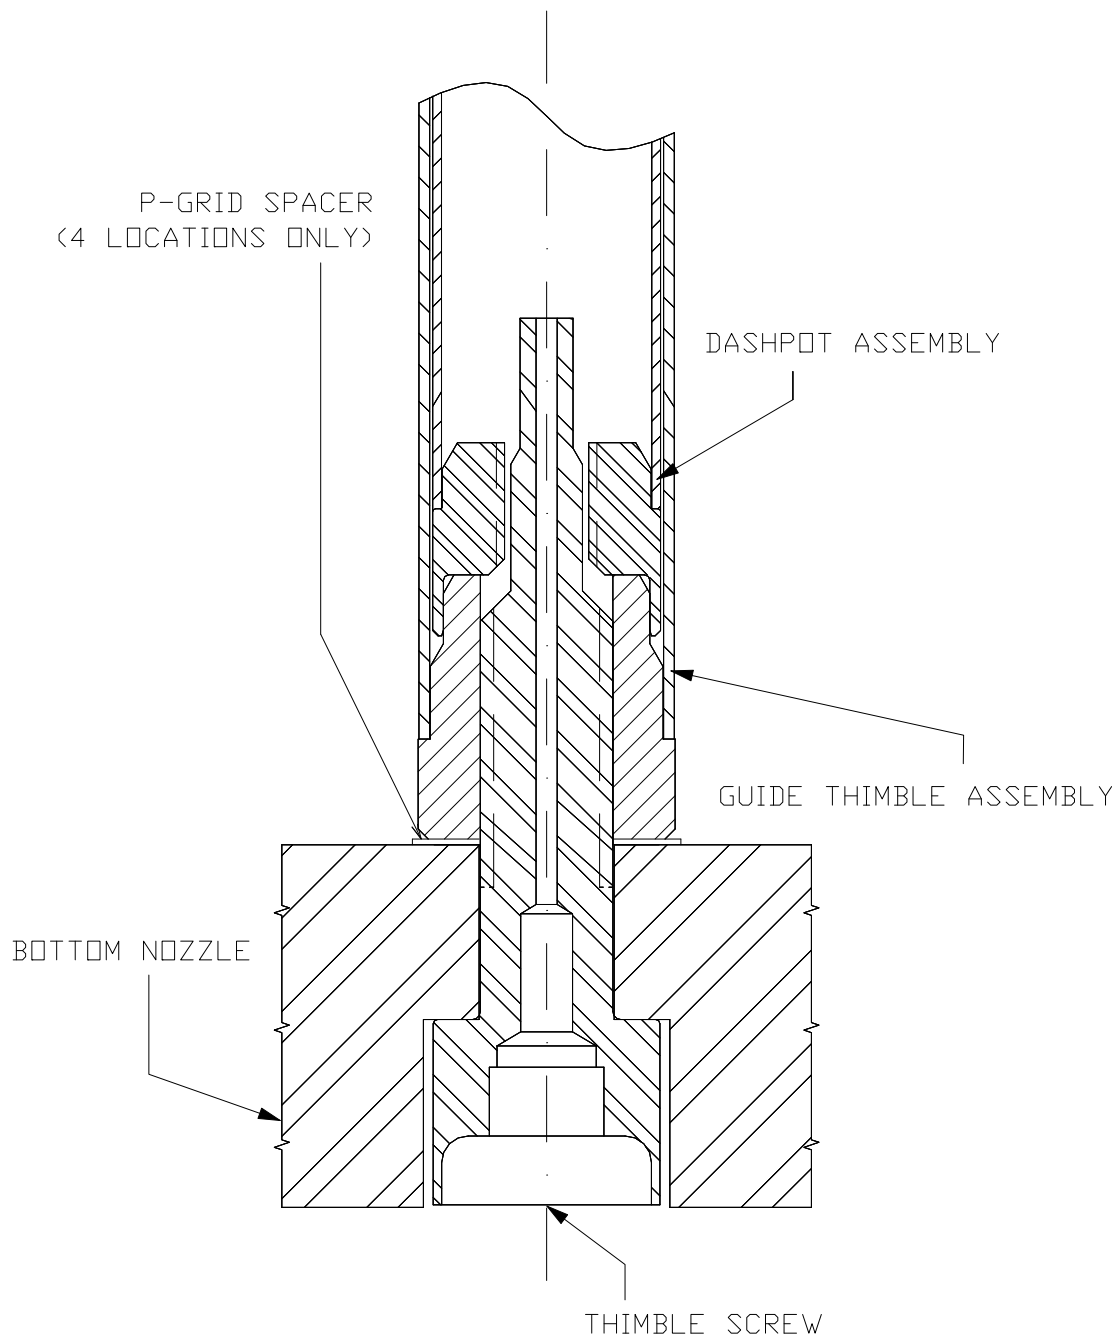 P-GRID SPACER
(4 LOCATIONS ONLY)
DASHPOT ASSEMBLY
GUIDE THIMBLE ASSEMBLY
BOTTOM NOZZLE
THIMBLE SCREW